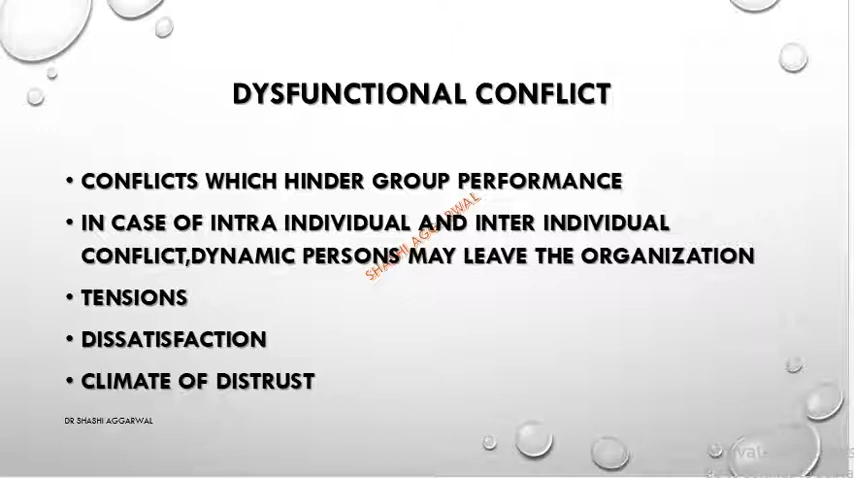 DYSFUNCTIONAL CONFLICT
• CONFLICTS WHICH HINDER GROUP PERFORMANCE
• IN CASE OF INTRA INDIVIDUAL AND INTER INDIVIDUAL
CONFLICT,DYNAMIC PERSONS MAY LEAVE THE ORGANIZATION
SHASHI AGGARWAL
• TENSIONS
• DISSATISFACTION
• CLIMATE OF DISTRUST
DR SHASHI AGGARWAL